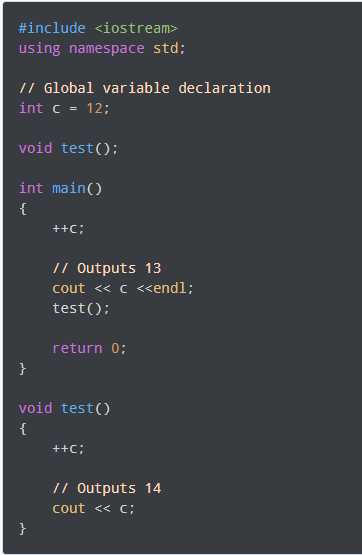 #include <iostream>
using namespace std;

// Global variable declaration
int c = 12;

void test();

int main()
{
    ++c;

    // Outputs 13
    cout << c <<endl;
    test();

    return 0;
}

void test()
{
    ++c;

    // Outputs 14
    cout << c;
}